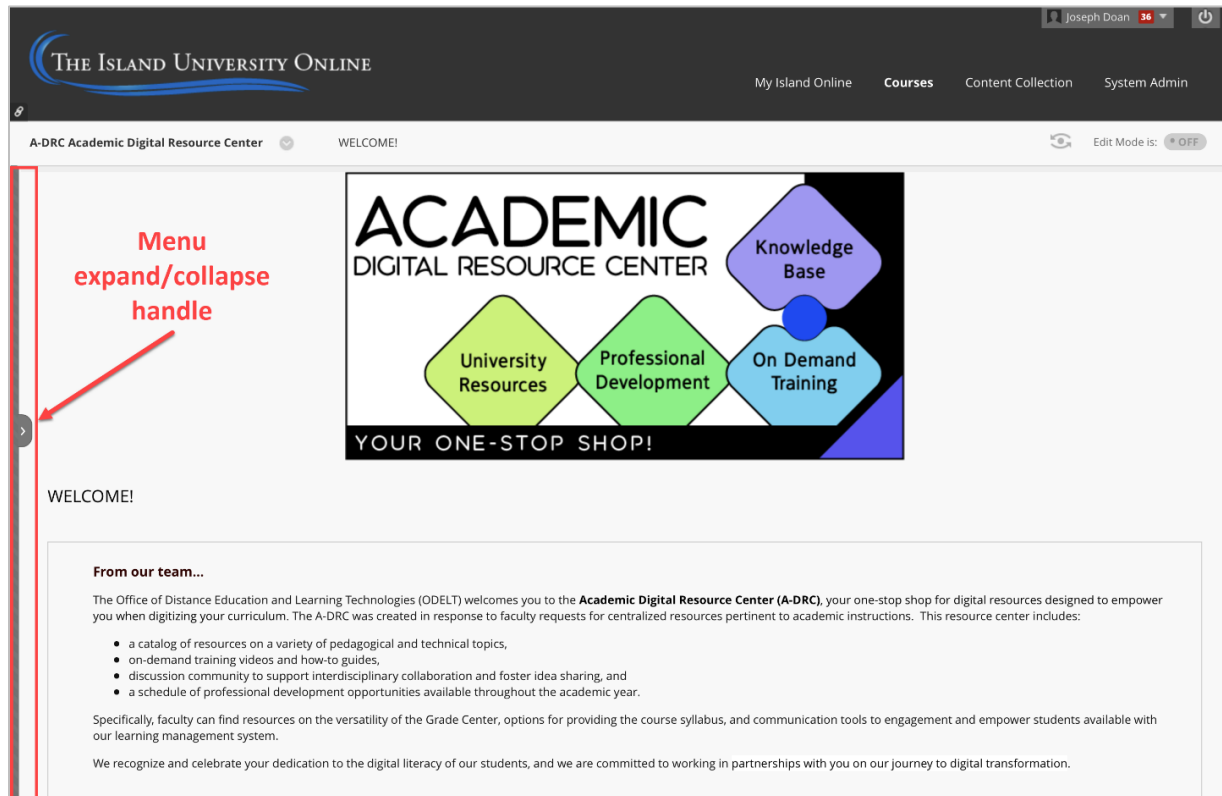 Joseph Doan 36
THE ISLAND UNIVERSITY ONLINE
My Island Online Courses Content Collection System Admin
A-DRC Academic Digital Resource Center WELCOME! Edit Mode is: OFF
Menu
expand/collapse
handle
ACADEMIC
DIGITAL RESOURCE CENTER
Knowledge
Base
University
Resources
Professional
Development
On Demand
Training
YOUR ONE-STOP SHOP!
WELCOME!
From our team...
The Office of Distance Education and Learning Technologies (ODELT) welcomes you to the Academic Digital Resource Center (A-DRC), your one-stop shop for digital resources designed to empower
you when digitizing your curriculum. The A-DRC was created in response to faculty requests for centralized resources pertinent to academic instructions. This resource center includes:
• a catalog of resources on a variety of pedagogical and technical topics,
• on-demand training videos and how-to guides,
• discussion community to support interdisciplinary collaboration and foster idea sharing, and
• a schedule of professional development opportunities available throughout the academic year.
Specifically, faculty can find resources on the versatility of the Grade Center, options for providing the course syllabus, and communication tools to engagement and empower students available with
our learning management system.
We recognize and celebrate your dedication to the digital literacy of our students, and we are committed to working in partnerships with you on our journey to digital transformation.